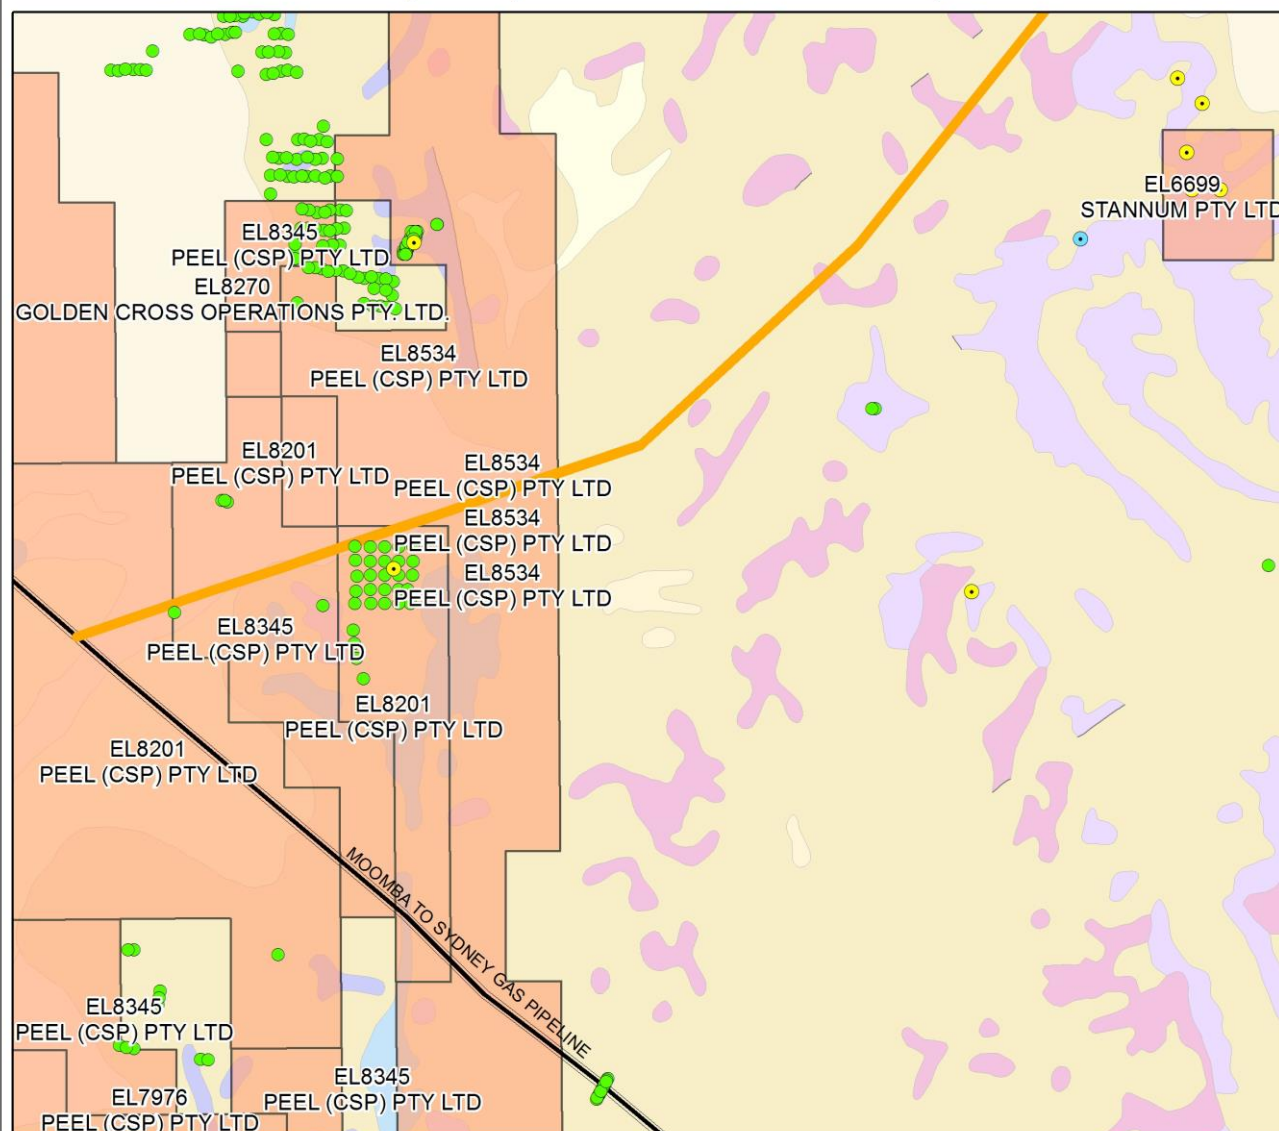 EL6699
STANNUM PTY LTD
EL8345
PEEL (CSP) PTY LTD
EL8270
GOLDEN CROSS OPERATIONS PTY. LTD.
EL8534
PEEL (CSP) PTY LTD
EL8201
PEEL (CSP) PTY LTD
EL8534
PEEL (CSP) PTY LTD
EL8534
PEEL (CSP) PTY LTD
EL8534
PEEL (CSP) PTY LTD
EL8345
PEEL (CSP) PTY LTD
EL8201
PEEL (CSP) PTY LTD
EL8201
PEEL (CSP) PTY LTD
MOOMBA TO SYDNEY GAS PIPELINE
EL8345
PEEL (CSP) PTY LTD
EL8345
PEEL (CSP) PTY LTD
EL7976
PEEL (CSP) PTY LTD